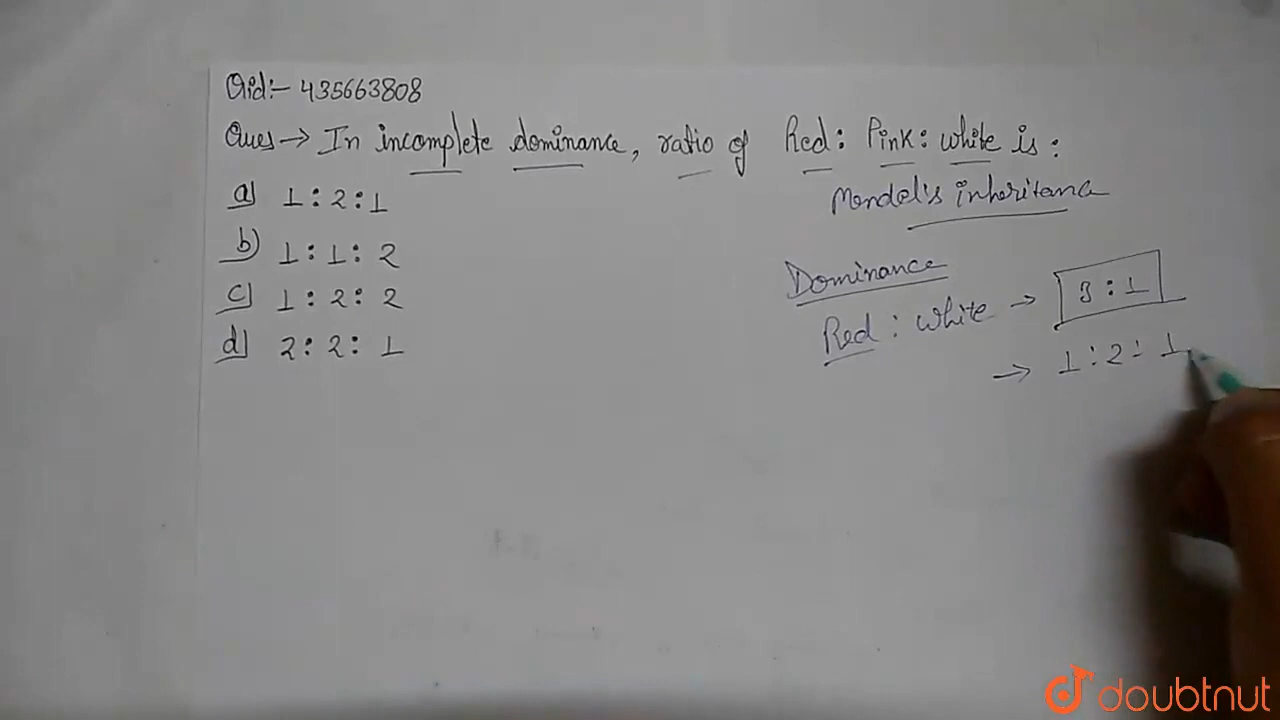 Qid:- 435663808
Ques → In incomplete dominance, ratio of Red : Pink : white is :
a) 1 : 2 : 1
b) 1 : 1 : 2
c) 1 : 2 : 2
d) 2 : 2 : 1
Mendel's inheritance
Dominance
Red : white → 3 : 1
→ 1 : 2 : 1
doubtnut